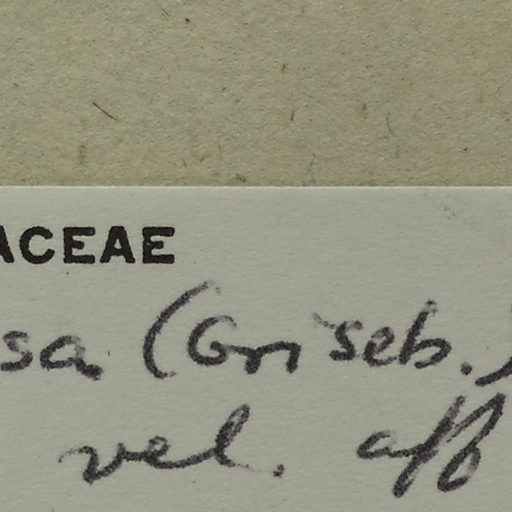 ACEAE
sa (Griseb.)
vel. aff